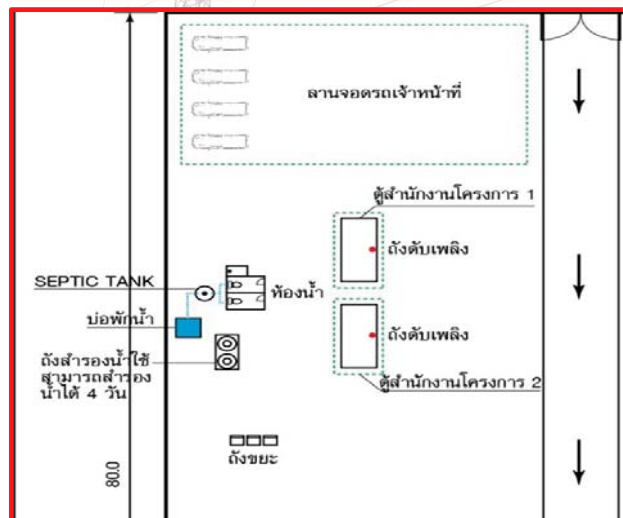 ลานจอดรถเจ้าหน้าที่
ตู้สำนักงานโครงการ 1
ถังดับเพลิง
SEPTIC TANK
ห้องน้ำ
บ่อพักน้ำ
ถังดับเพลิง
ถังสำรองน้ำใช้
สามารถสำรอง
น้ำได้ 4 วัน
ตู้สำนักงานโครงการ 2
ถังขยะ
80.0